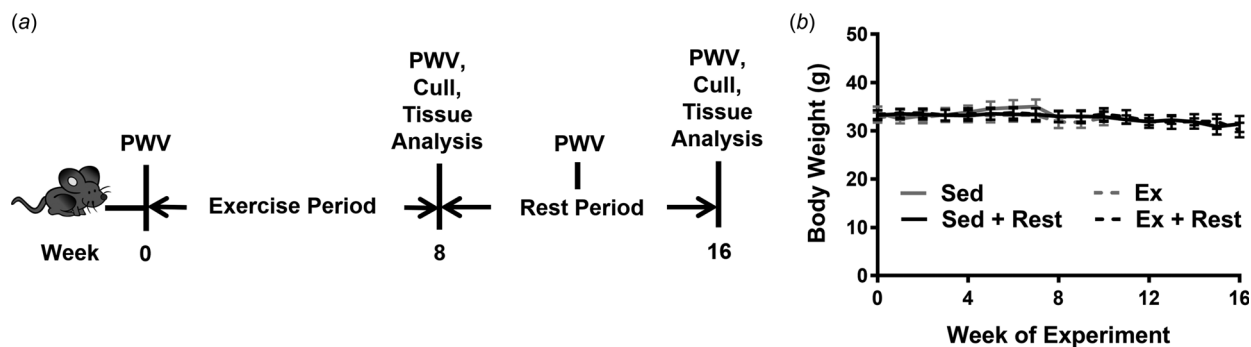 (a)
PWV
PWV,
Cull,
Tissue
Analysis
PWV
PWV,
Cull,
Tissue
Analysis
Exercise Period
Rest Period
Week
0
8
16
(b)
Body Weight (g)
50
40
30
20
10
0
Sed
Ex
Sed + Rest
Ex + Rest
0
4
8
12
16
Week of Experiment